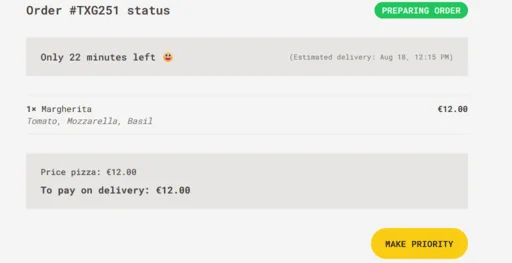 Order #TXG251 status
PREPARING ORDER
Only 22 minutes left 😃
(Estimated delivery: Aug 18, 12:15 PM)
1× Margherita
€12.00
Tomato, Mozzarella, Basil
Price pizza: €12.00
To pay on delivery: €12.00
MAKE PRIORITY